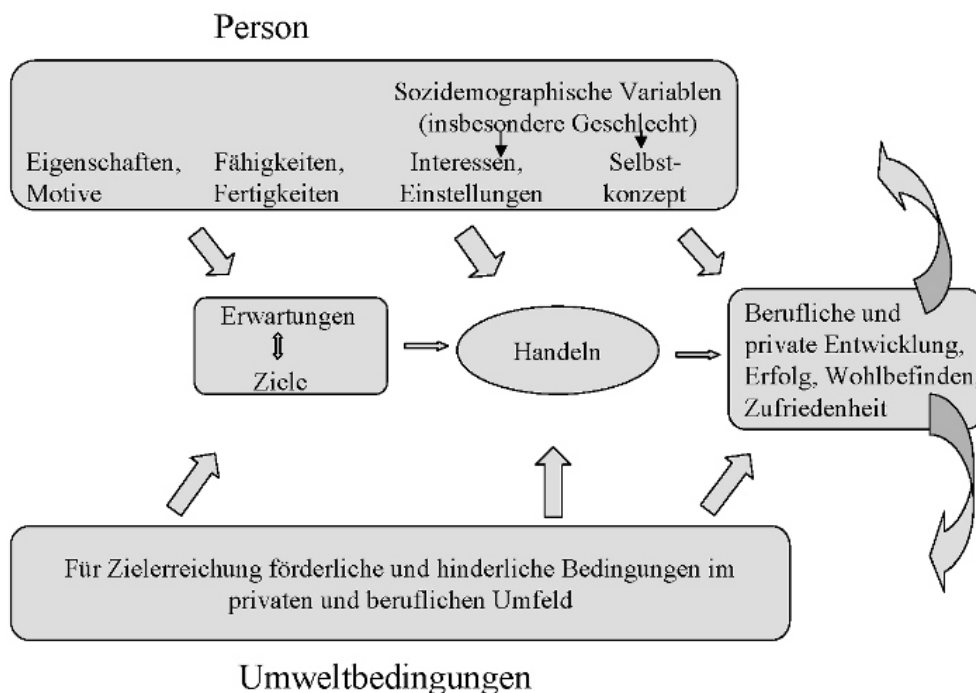 Person
Sozidemographische Variablen
(insbesondere Geschlecht)
Eigenschaften,
Motive
Fähigkeiten,
Fertigkeiten
Interessen,
Einstellungen
Selbst-
konzept
Erwartungen
Ziele
Handeln
Berufliche und
private Entwicklung,
Erfolg, Wohlbefinden,
Zufriedenheit
Für Zielerreichung förderliche und hinderliche Bedingungen im
privaten und beruflichen Umfeld
Umweltbedingungen